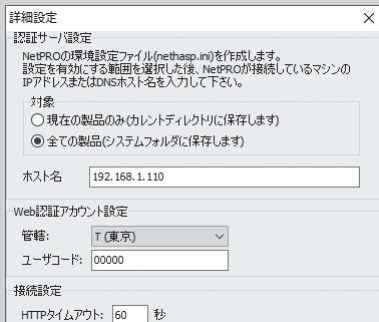 詳細設定
認証サーバ設定
NetPROの環境設定ファイル(nethasp.ini)を作成します。
設定を有効にする範囲を選択した後、NetPROが接続しているマシンの
IPアドレスまたはDNSホスト名を入力して下さい。
対象
現在の製品のみ(カレントディレクトリに保存します)
全ての製品(システムフォルダに保存します)
ホスト名 192.168.1.110
Web認証アカウント設定
管轄: T (東京)
ユーザコード: 00000
接続設定
HTTPタイムアウト: 60 秒